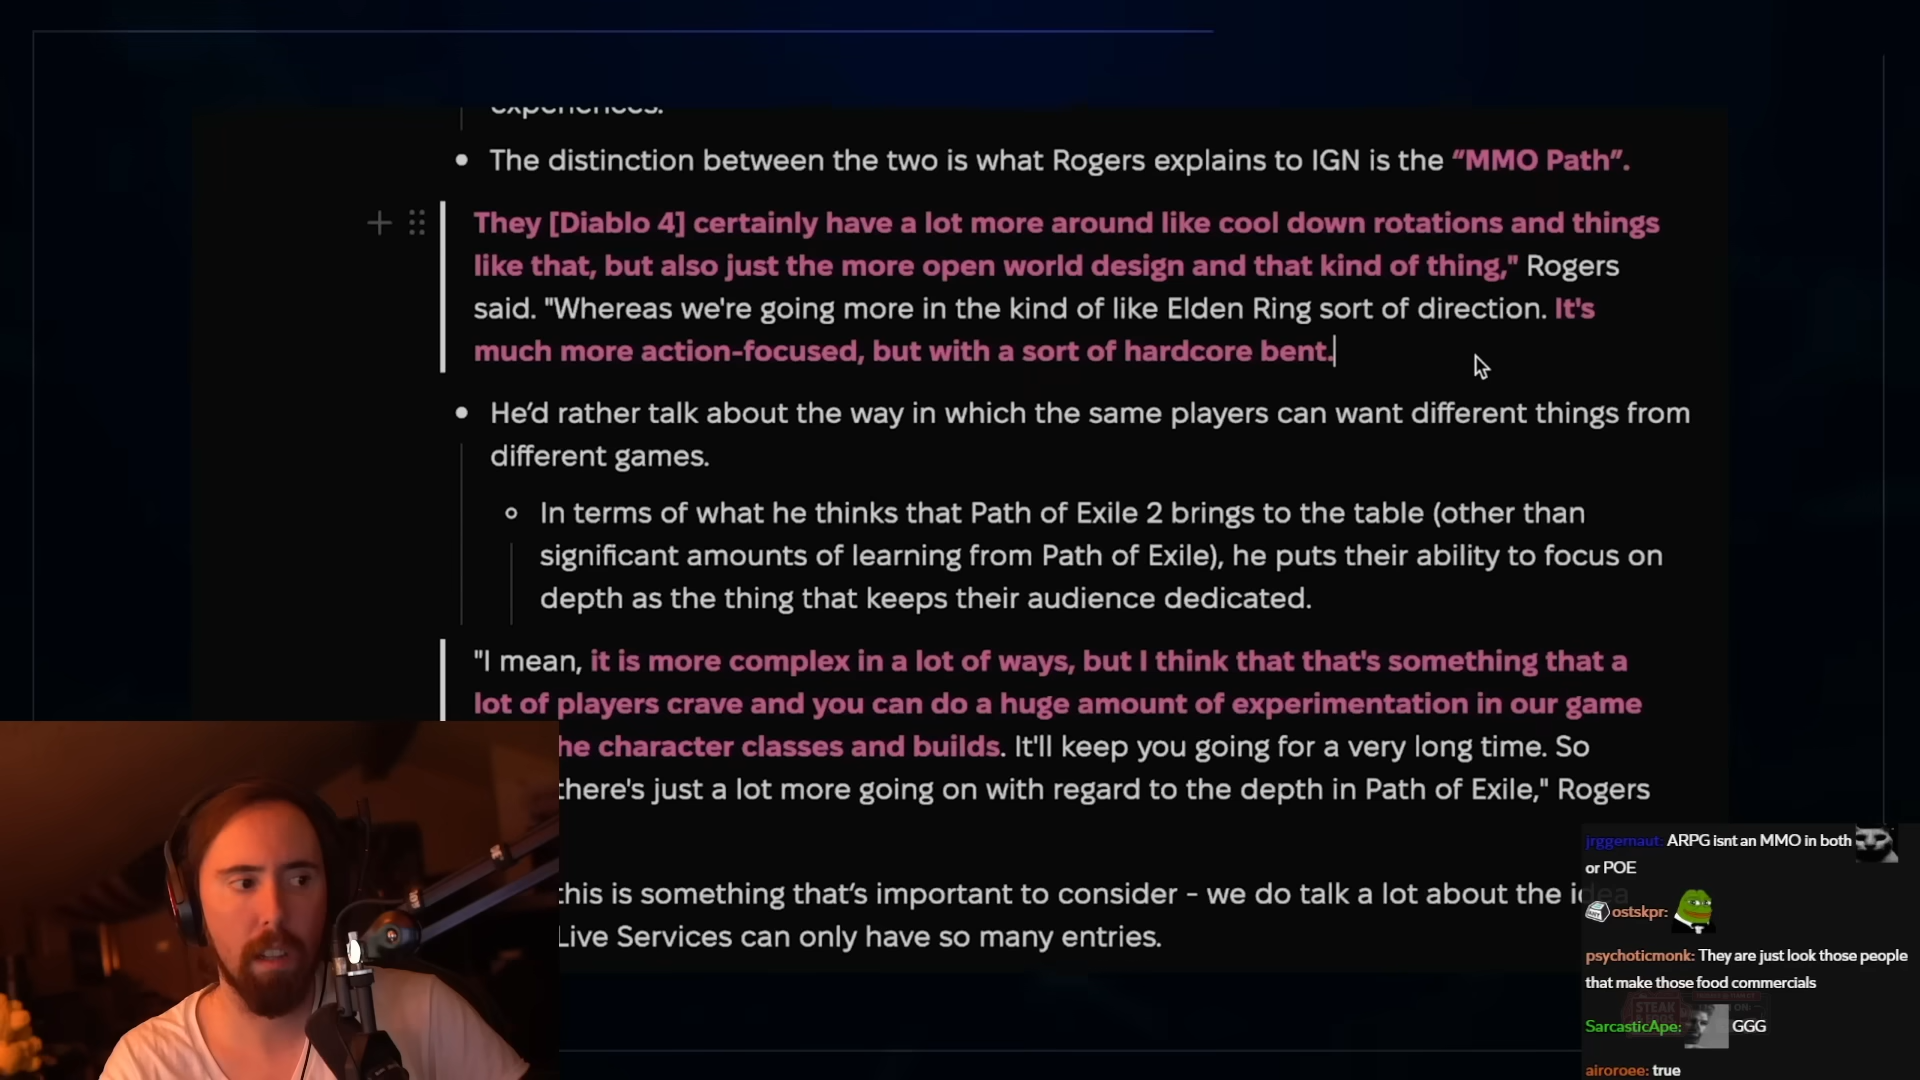 experiences.
• The distinction between the two is what Rogers explains to IGN is the “MMO Path”.
They [Diablo 4] certainly have a lot more around like cool down rotations and things
like that, but also just the more open world design and that kind of thing," Rogers
said. "Whereas we're going more in the kind of like Elden Ring sort of direction. It's
much more action-focused, but with a sort of hardcore bent.
• He’d rather talk about the way in which the same players can want different things from
different games.
In terms of what he thinks that Path of Exile 2 brings to the table (other than
significant amounts of learning from Path of Exile), he puts their ability to focus on
depth as the thing that keeps their audience dedicated.
"I mean, it is more complex in a lot of ways, but I think that that's something that a
lot of players crave and you can do a huge amount of experimentation in our game
he character classes and builds. It'll keep you going for a very long time. So
there's just a lot more going on with regard to the depth in Path of Exile," Rogers
this is something that’s important to consider - we do talk a lot about the idea
Live Services can only have so many entries.
jrggernaut: ARPG isnt an MMO in both
or POE
ostskpr:
psychoticmonk: They are just look those people
that make those food commercials
STEAK
SarcasticApe: GGG
airoroee: true